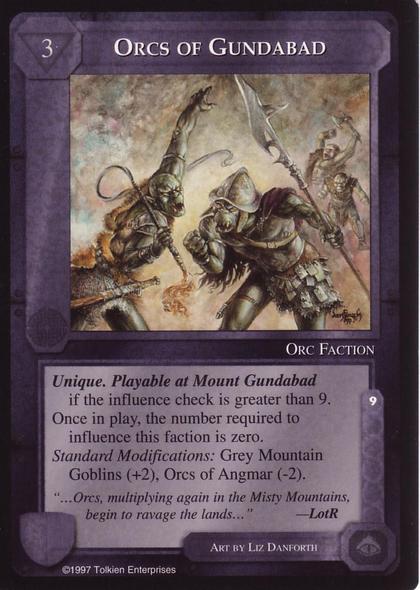 3
ORCS OF GUNDABAD
ORC FACTION
Unique. Playable at Mount Gundabad
if the influence check is greater than 9.
Once in play, the number required to
influence this faction is zero.
Standard Modifications: Grey Mountain
Goblins (+2), Orcs of Angmar (-2).
9
“…Orcs, multiplying again in the Misty Mountains,
begin to ravage the lands…” —LotR
ART BY LIZ DANFORTH
©1997 Tolkien Enterprises